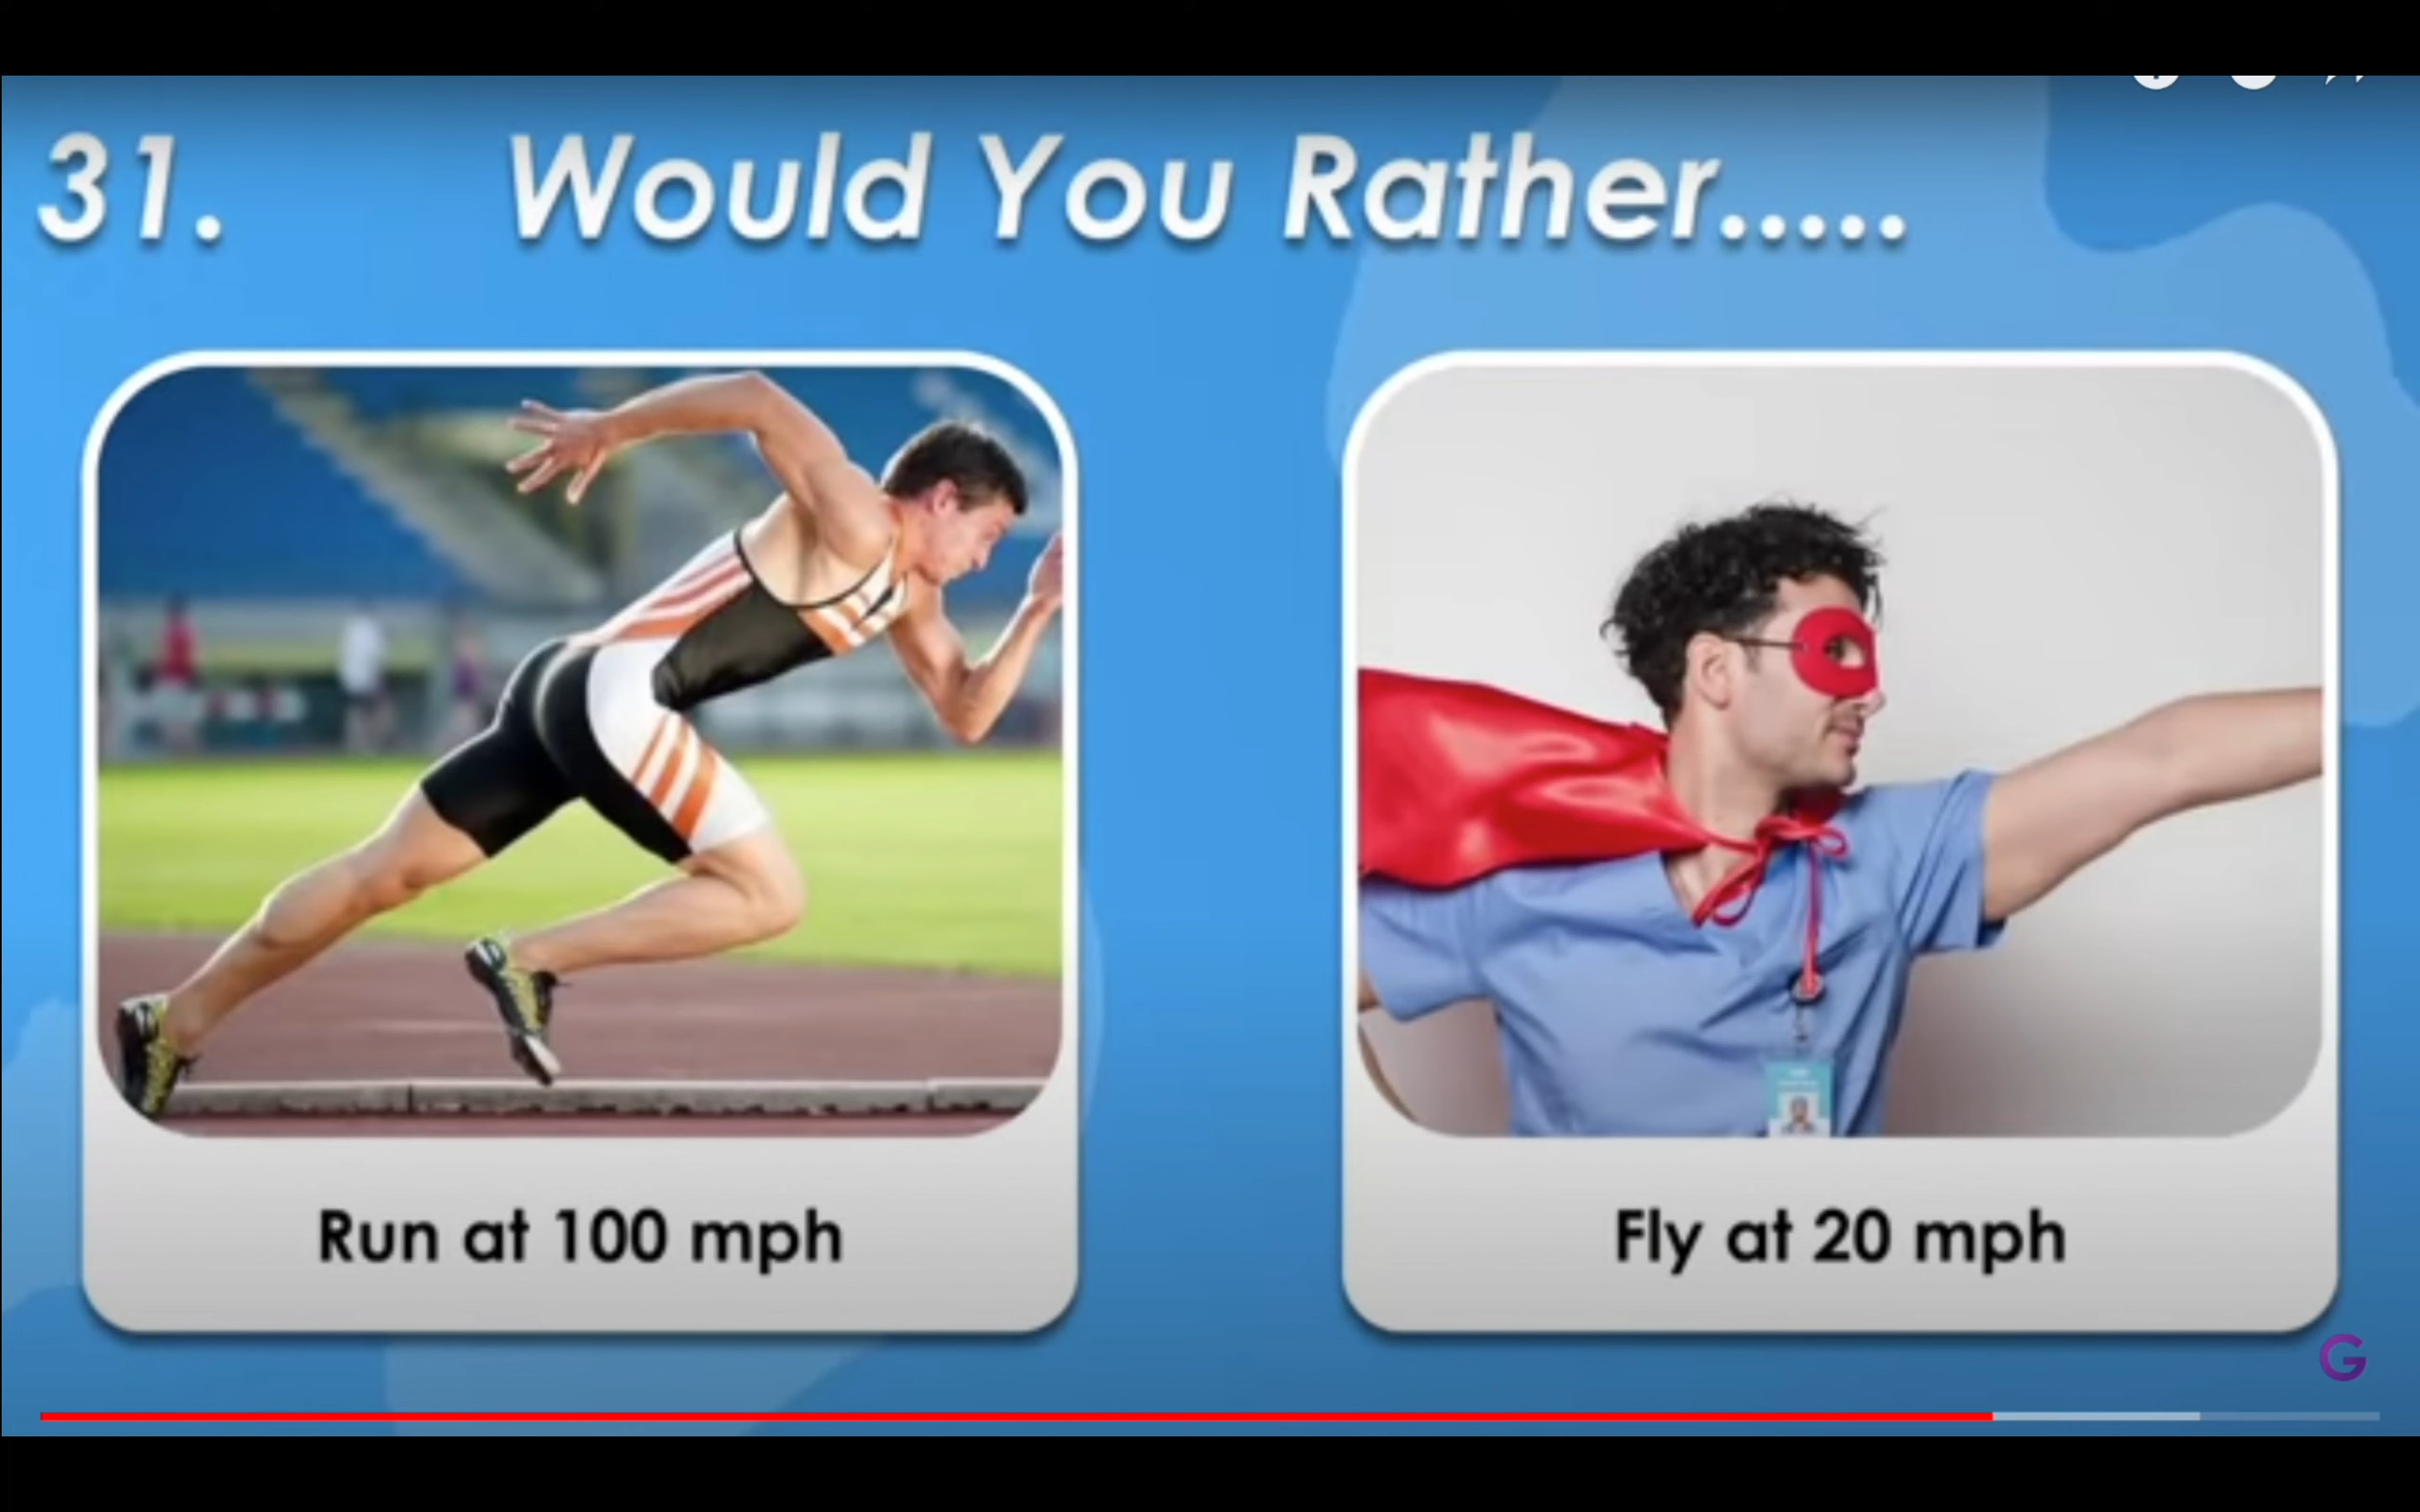 31.
Would You Rather.....
Run at 100 mph
Fly at 20 mph
G